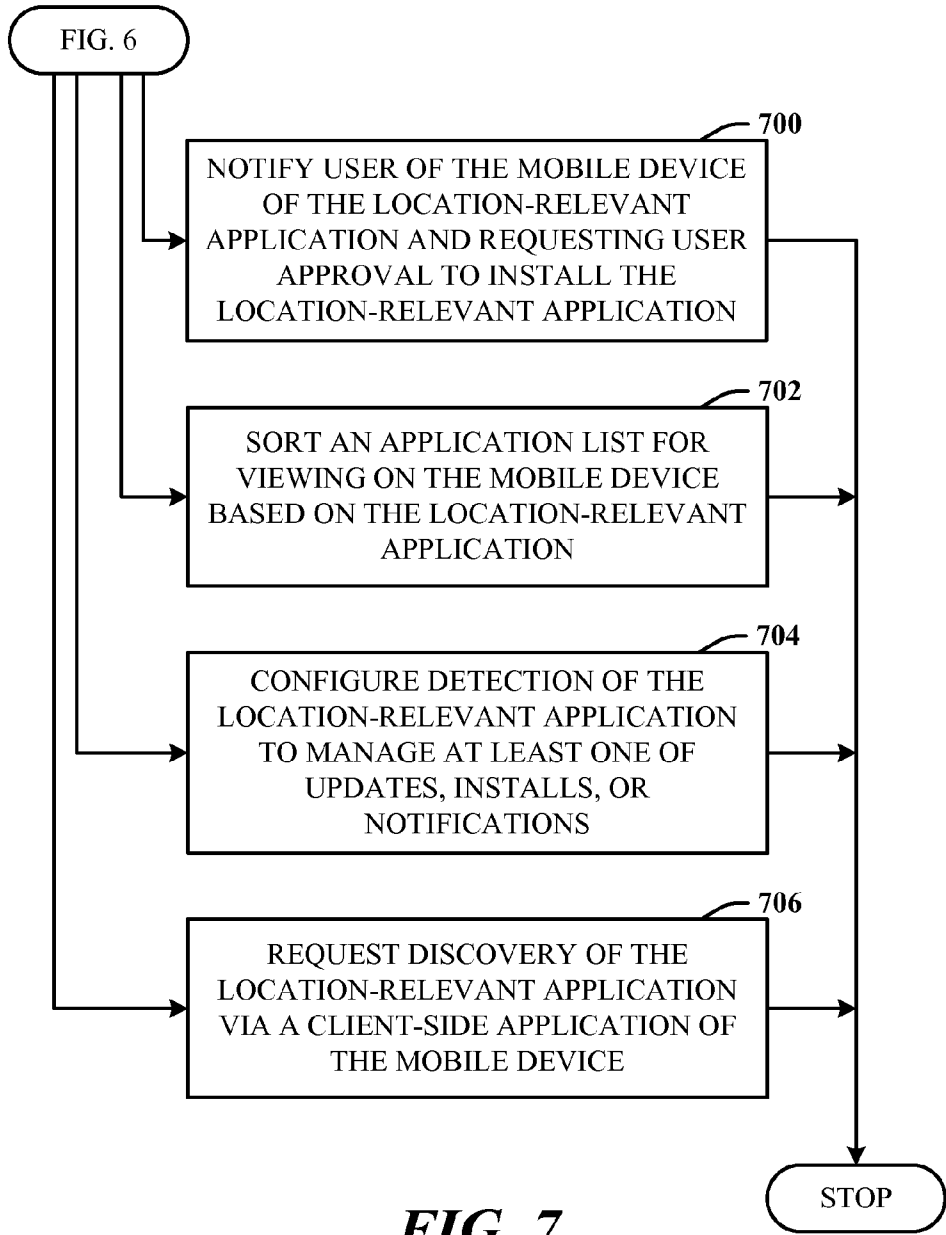 FIG. 6
700
NOTIFY USER OF THE MOBILE DEVICE
OF THE LOCATION-RELEVANT
APPLICATION AND REQUESTING USER
APPROVAL TO INSTALL THE
LOCATION-RELEVANT APPLICATION
702
SORT AN APPLICATION LIST FOR
VIEWING ON THE MOBILE DEVICE
BASED ON THE LOCATION-RELEVANT
APPLICATION
704
CONFIGURE DETECTION OF THE
LOCATION-RELEVANT APPLICATION
TO MANAGE AT LEAST ONE OF
UPDATES, INSTALLS, OR
NOTIFICATIONS
706
REQUEST DISCOVERY OF THE
LOCATION-RELEVANT APPLICATION
VIA A CLIENT-SIDE APPLICATION OF
THE MOBILE DEVICE
STOP
FIG. 7